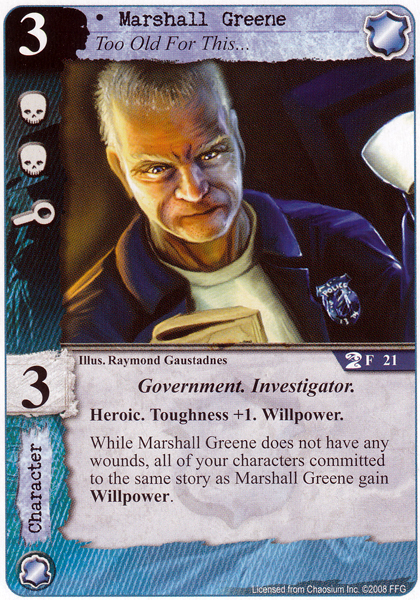 3
• Marshall Greene
Too Old For This...
POLICE
Illus. Raymond Gaustadnes
F 21
3
Government. Investigator.
Heroic. Toughness +1. Willpower.
While Marshall Greene does not have any
wounds, all of your characters committed
to the same story as Marshall Greene gain
Willpower.
Character
Licensed from Chaosium Inc. ©2008 FFG